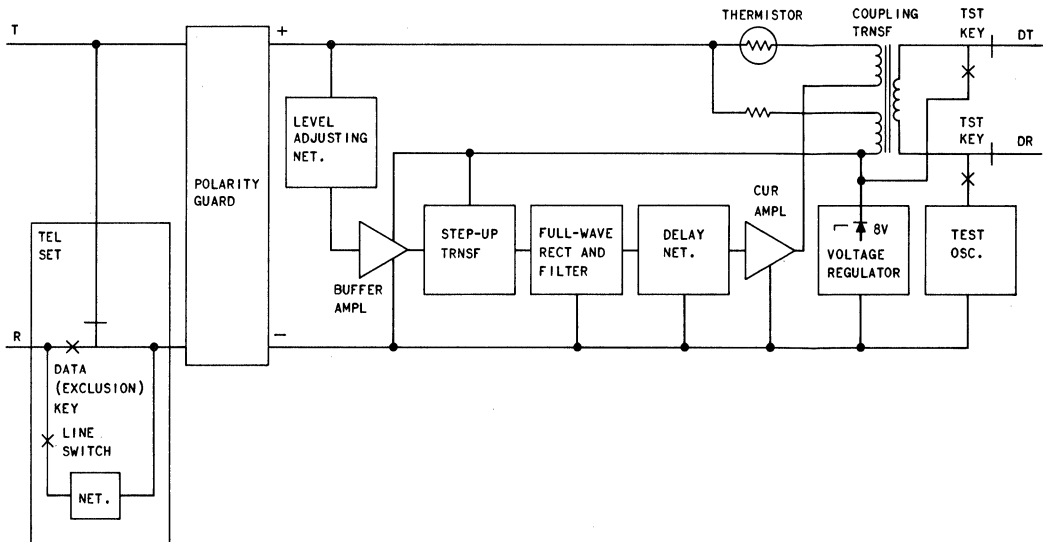 T
POLARITY
GUARD
+
−
LEVEL
ADJUSTING
NET.
BUFFER
AMPL
STEP-UP
TRNSF
FULL-WAVE
RECT AND
FILTER
DELAY
NET.
CUR
AMPL
THERMISTOR
COUPLING
TRNSF
8V
VOLTAGE
REGULATOR
TST
KEY
DT
TST
KEY
DR
TEST
OSC.
TEL
SET
R
DATA
(EXCLUSION)
KEY
LINE
SWITCH
NET.